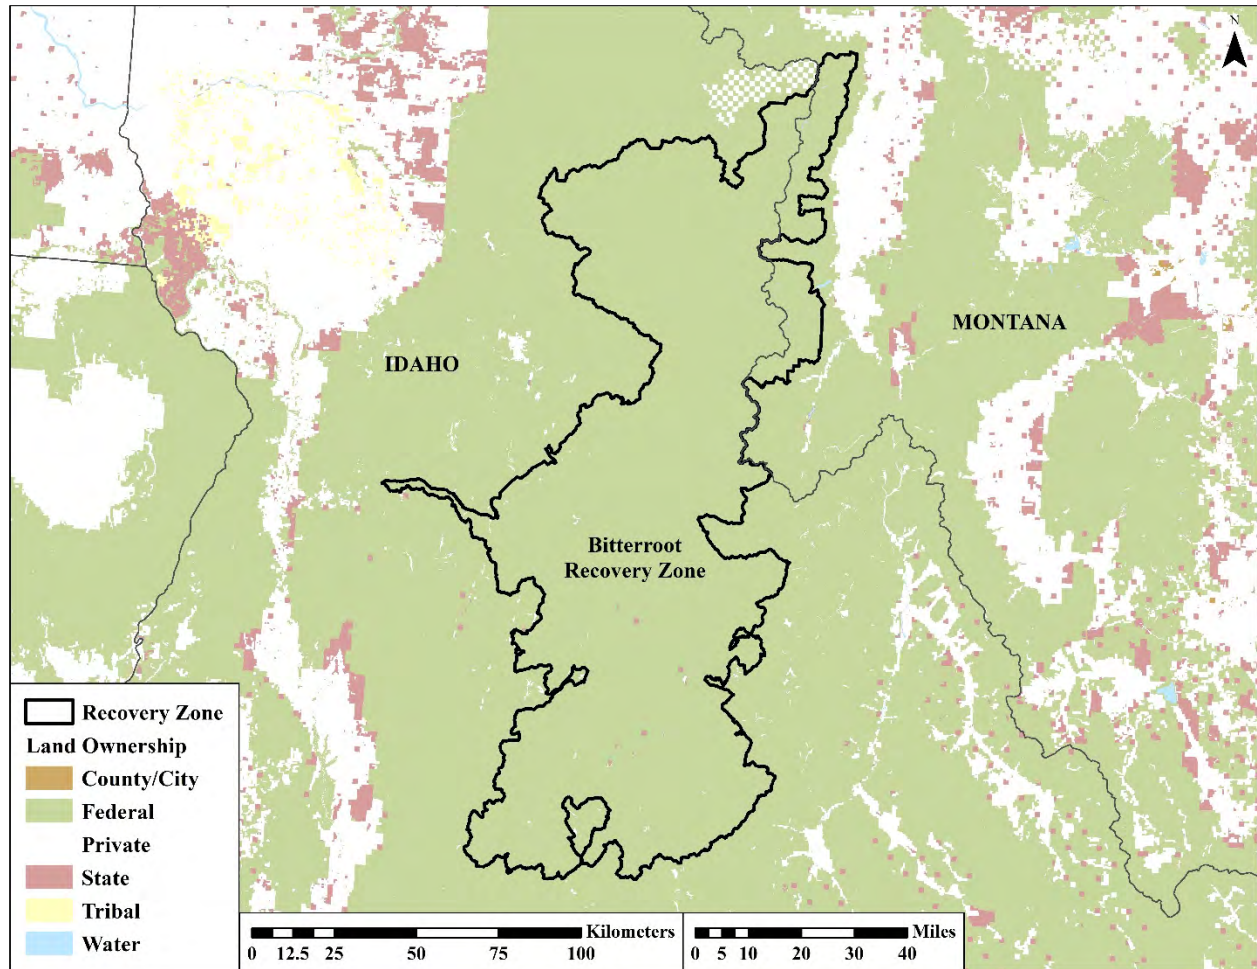 N
MONTANA
IDAHO
Bitterroot
Recovery Zone
Recovery Zone
Land Ownership
County/City
Federal
Private
State
Tribal
Water
Kilometers
0 12.5 25 50 75 100
Miles
0 5 10 20 30 40